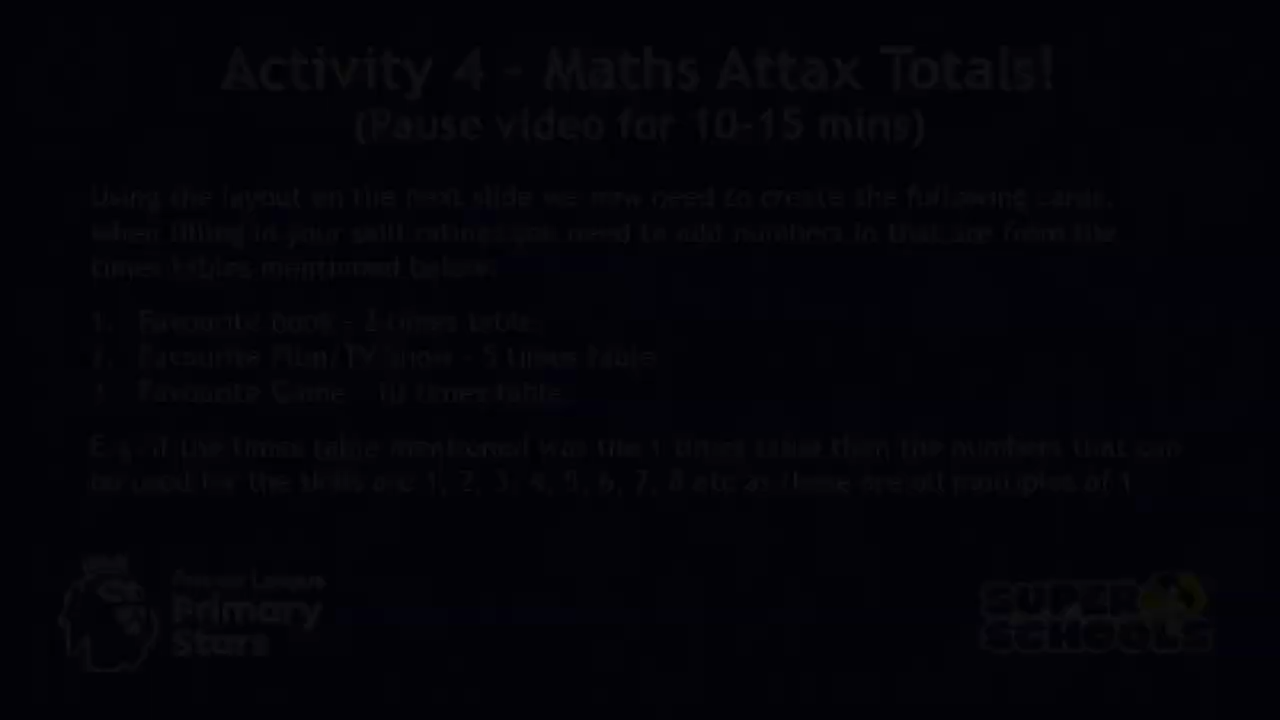 Activity 4 - Maths Attax Totals!
(Pause video for 10-15 mins)
Using the layout on the next slide we now need to create the following cards,
when filling in your skill ratings you need to add numbers in that are from the
times tables mentioned below:
1. Favourite book - 2 times table
2. Favourite Film/TV show - 5 times table
3. Favourite Game - 10 times table
E.g. if the times table mentioned was the 1 times table then the numbers that can
be used for the skills are 1, 2, 3, 4, 5, 6, 7, 8 etc as these are all multiples of 1
Premier League
Primary
Stars
SUPER
SCHOOLS